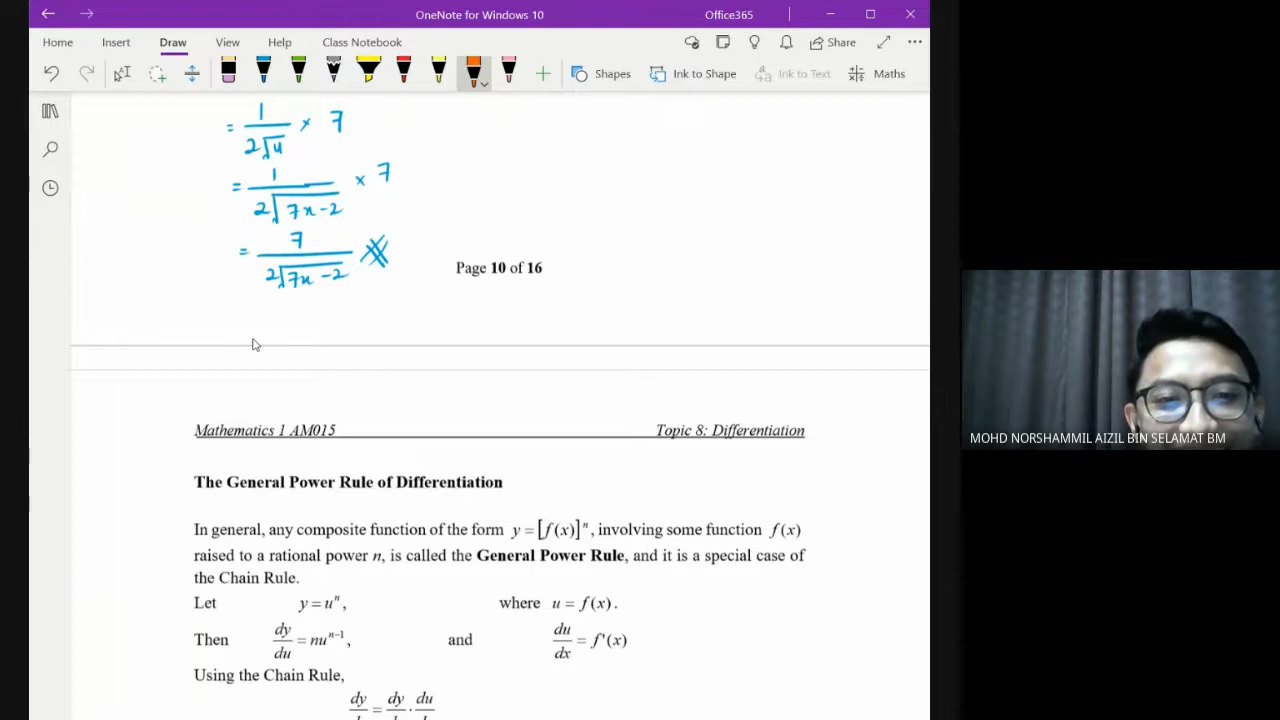 OneNote for Windows 10
Office365
Home Insert Draw View Help Class Notebook
Share
Shapes Ink to Shape Ink to Text Maths
= 1/(2√u) × 7
= 1/(2√(7x-2)) × 7
= 7/(2√(7x-2))
Page 10 of 16
Mathematics 1 AM015 Topic 8: Differentiation
The General Power Rule of Differentiation
In general, any composite function of the form y = [f(x)]ⁿ, involving some function f(x)
raised to a rational power n, is called the General Power Rule, and it is a special case of
the Chain Rule.
Let y = uⁿ, where u = f(x).
Then dy/du = nuⁿ⁻¹, and du/dx = f'(x)
Using the Chain Rule,
dy/ = dy/ · du/
MOHD NORSHAMMIL AIZIL BIN SELAMAT BM